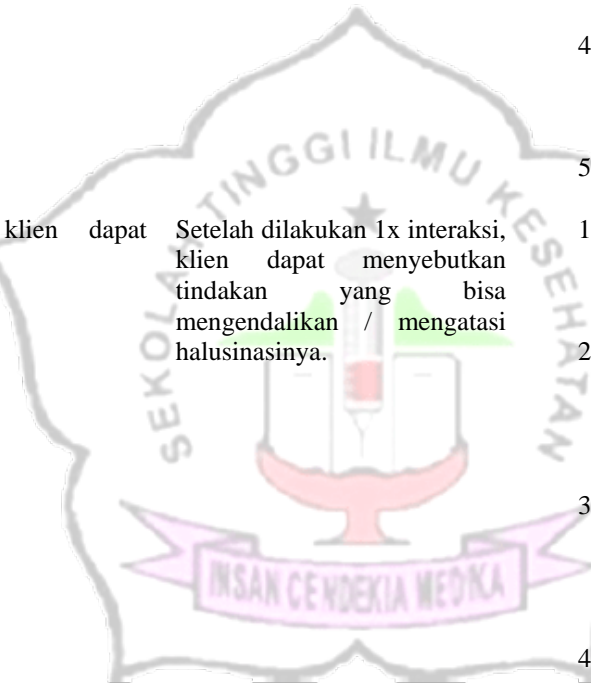 4
SEKOLAH TINGGI ILMU KESEHATAN
5
klien dapat Setelah dilakukan 1x interaksi, 1
klien dapat menyebutkan
tindakan yang bisa
mengendalikan / mengatasi
halusinasinya. 2
3
INSAN CENDEKIA MEDIKA
4